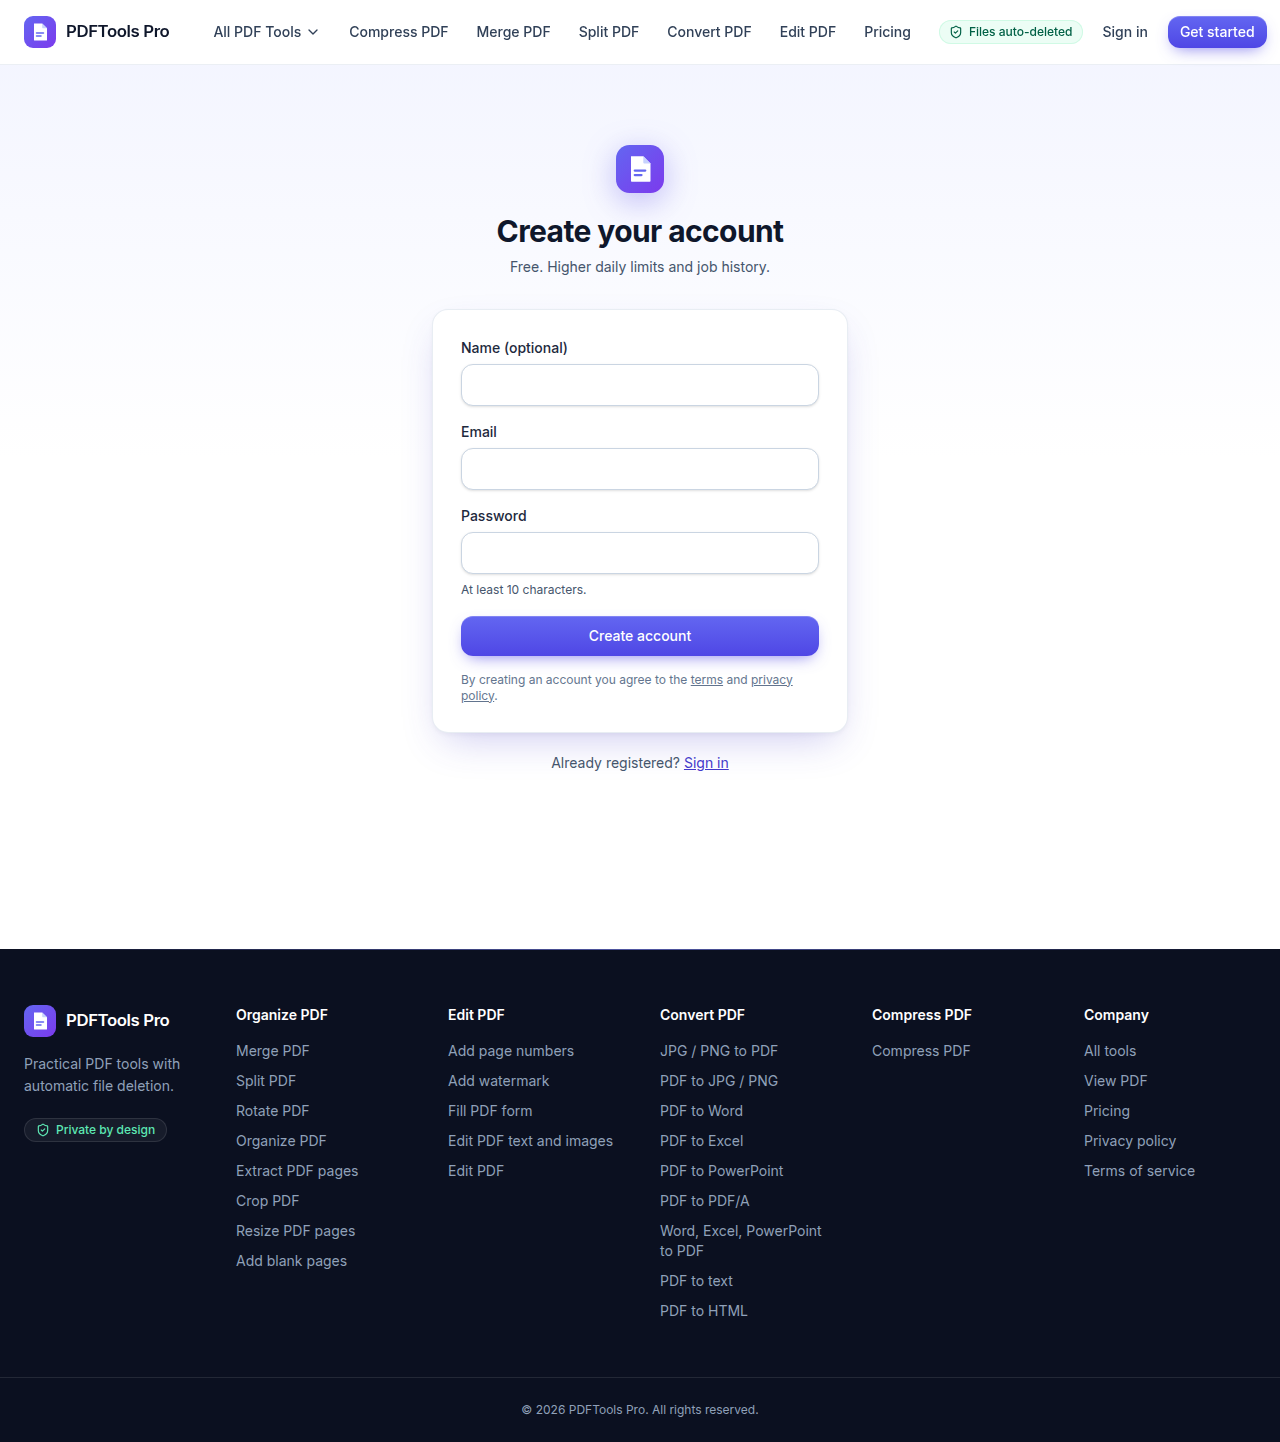 PDFTools Pro
All PDF Tools
Compress PDF
Merge PDF
Split PDF
Convert PDF
Edit PDF
Pricing
Files auto-deleted
Sign in
Get started
Create your account
Free. Higher daily limits and job history.
Name (optional)
Email
Password
At least 10 characters.
Create account
By creating an account you agree to the terms and privacy
policy.
Already registered? Sign in
PDFTools Pro
Practical PDF tools with
automatic file deletion.
Private by design
Organize PDF
Merge PDF
Split PDF
Rotate PDF
Organize PDF
Extract PDF pages
Crop PDF
Resize PDF pages
Add blank pages
Edit PDF
Add page numbers
Add watermark
Fill PDF form
Edit PDF text and images
Edit PDF
Convert PDF
JPG / PNG to PDF
PDF to JPG / PNG
PDF to Word
PDF to Excel
PDF to PowerPoint
PDF to PDF/A
Word, Excel, PowerPoint
to PDF
PDF to text
PDF to HTML
Compress PDF
Compress PDF
Company
All tools
View PDF
Pricing
Privacy policy
Terms of service
© 2026 PDFTools Pro. All rights reserved.